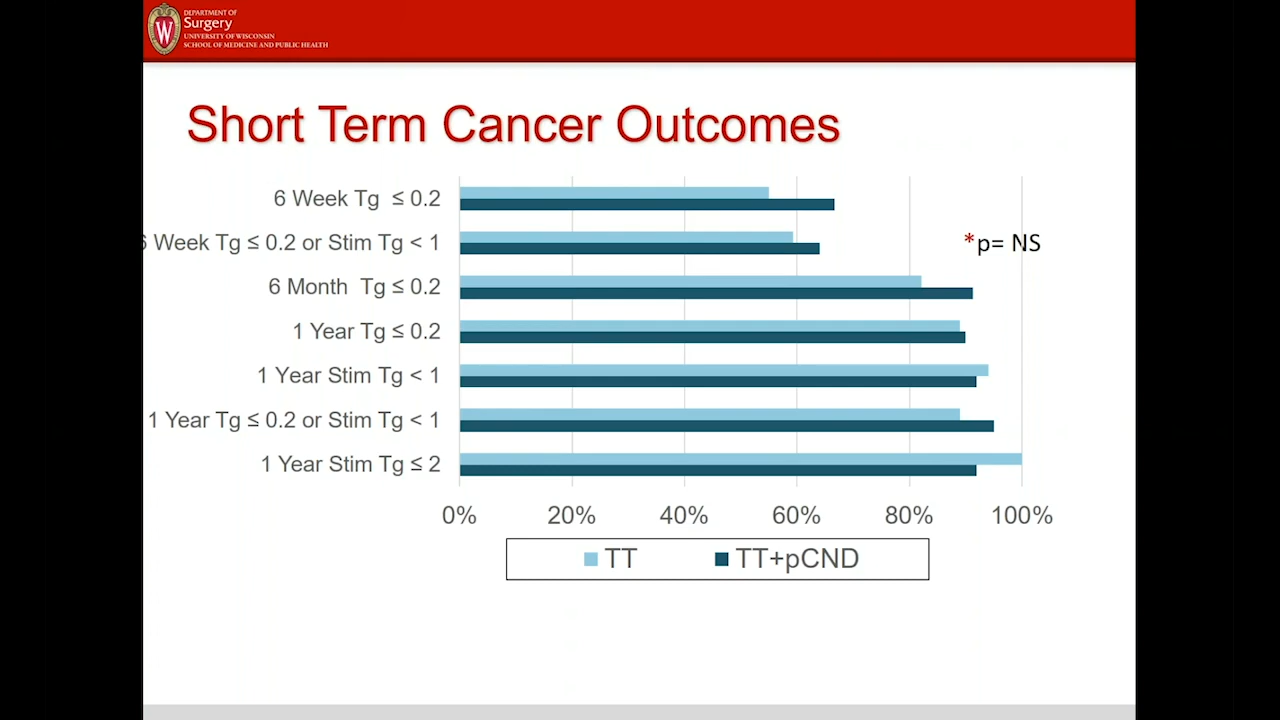 DEPARTMENT OF
Surgery
UNIVERSITY OF WISCONSIN
SCHOOL OF MEDICINE AND PUBLIC HEALTH
W
Short Term Cancer Outcomes
6 Week Tg ≤ 0.2
6 Week Tg ≤ 0.2 or Stim Tg < 1
*p= NS
6 Month Tg ≤ 0.2
1 Year Tg ≤ 0.2
1 Year Stim Tg < 1
1 Year Tg ≤ 0.2 or Stim Tg < 1
1 Year Stim Tg ≤ 2
0% 20% 40% 60% 80% 100%
TT TT+pCND